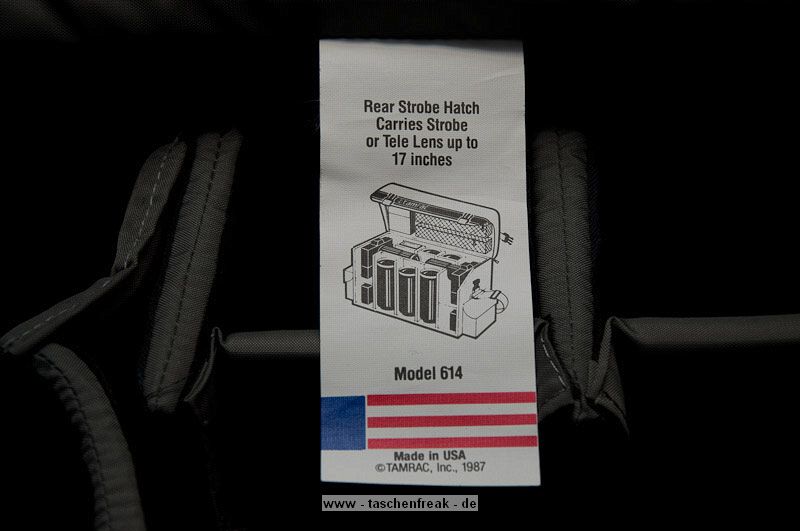 Rear Strobe Hatch
Carries Strobe
or Tele Lens up to
17 inches
Tamrac
Model 614
Made in USA
©TAMRAC, Inc., 1987
www - taschenfreak - de